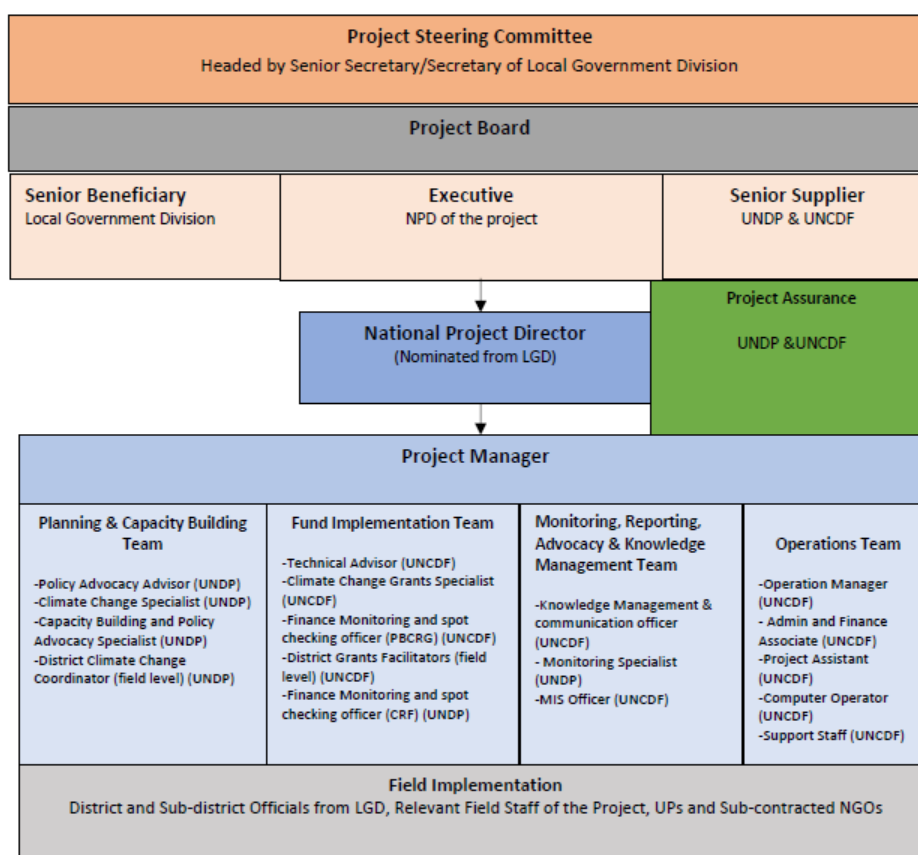 Project Steering Committee
Headed by Senior Secretary/Secretary of Local Government Division
Project Board
Senior Beneficiary
Local Government Division
Executive
NPD of the project
Senior Supplier
UNDP & UNCDF
National Project Director
(Nominated from LGD)
Project Assurance
UNDP &UNCDF
Project Manager
Planning & Capacity Building
Team
-Policy Advocacy Advisor (UNDP)
-Climate Change Specialist (UNDP)
-Capacity Building and Policy
Advocacy Specialist (UNDP)
-District Climate Change
Coordinator (field level) (UNDP)
Fund Implementation Team
-Technical Advisor (UNCDF)
-Climate Change Grants Specialist
(UNCDF)
-Finance Monitoring and spot
checking officer (PBCRG) (UNCDF)
-District Grants Facilitators (field
level) (UNCDF)
-Finance Monitoring and spot
checking officer (CRF) (UNDP)
Monitoring, Reporting,
Advocacy & Knowledge
Management Team
-Knowledge Management &
communication officer
(UNCDF)
- Monitoring Specialist
(UNDP)
-MIS Officer (UNCDF)
Operations Team
-Operation Manager
(UNCDF)
- Admin and Finance
Associate (UNCDF)
-Project Assistant
(UNCDF)
-Computer Operator
(UNCDF)
-Support Staff (UNCDF)
Field Implementation
District and Sub-district Officials from LGD, Relevant Field Staff of the Project, UPs and Sub-contracted NGOs